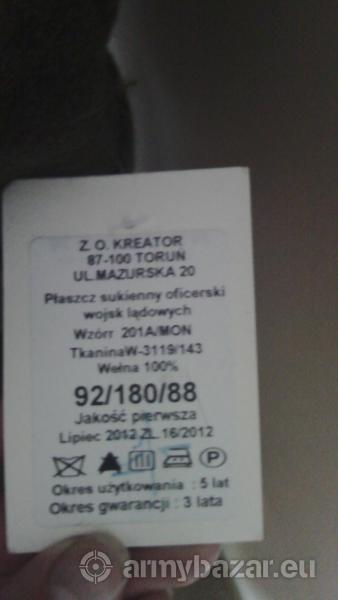 Z.O. KREATOR
87-100 TORUŃ
UL.MAZURSKA 20
Płaszcz sukienny oficerski
wojsk lądowych
Wzórr 201A/MON
TkaninaW-3119/143
Wełna 100%
92/180/88
Jakość pierwsza
Lipiec 2012 ZL.16/2012
P
Okres użytkowania : 5 lat
Okres gwarancji : 3 lata
armybazar.eu